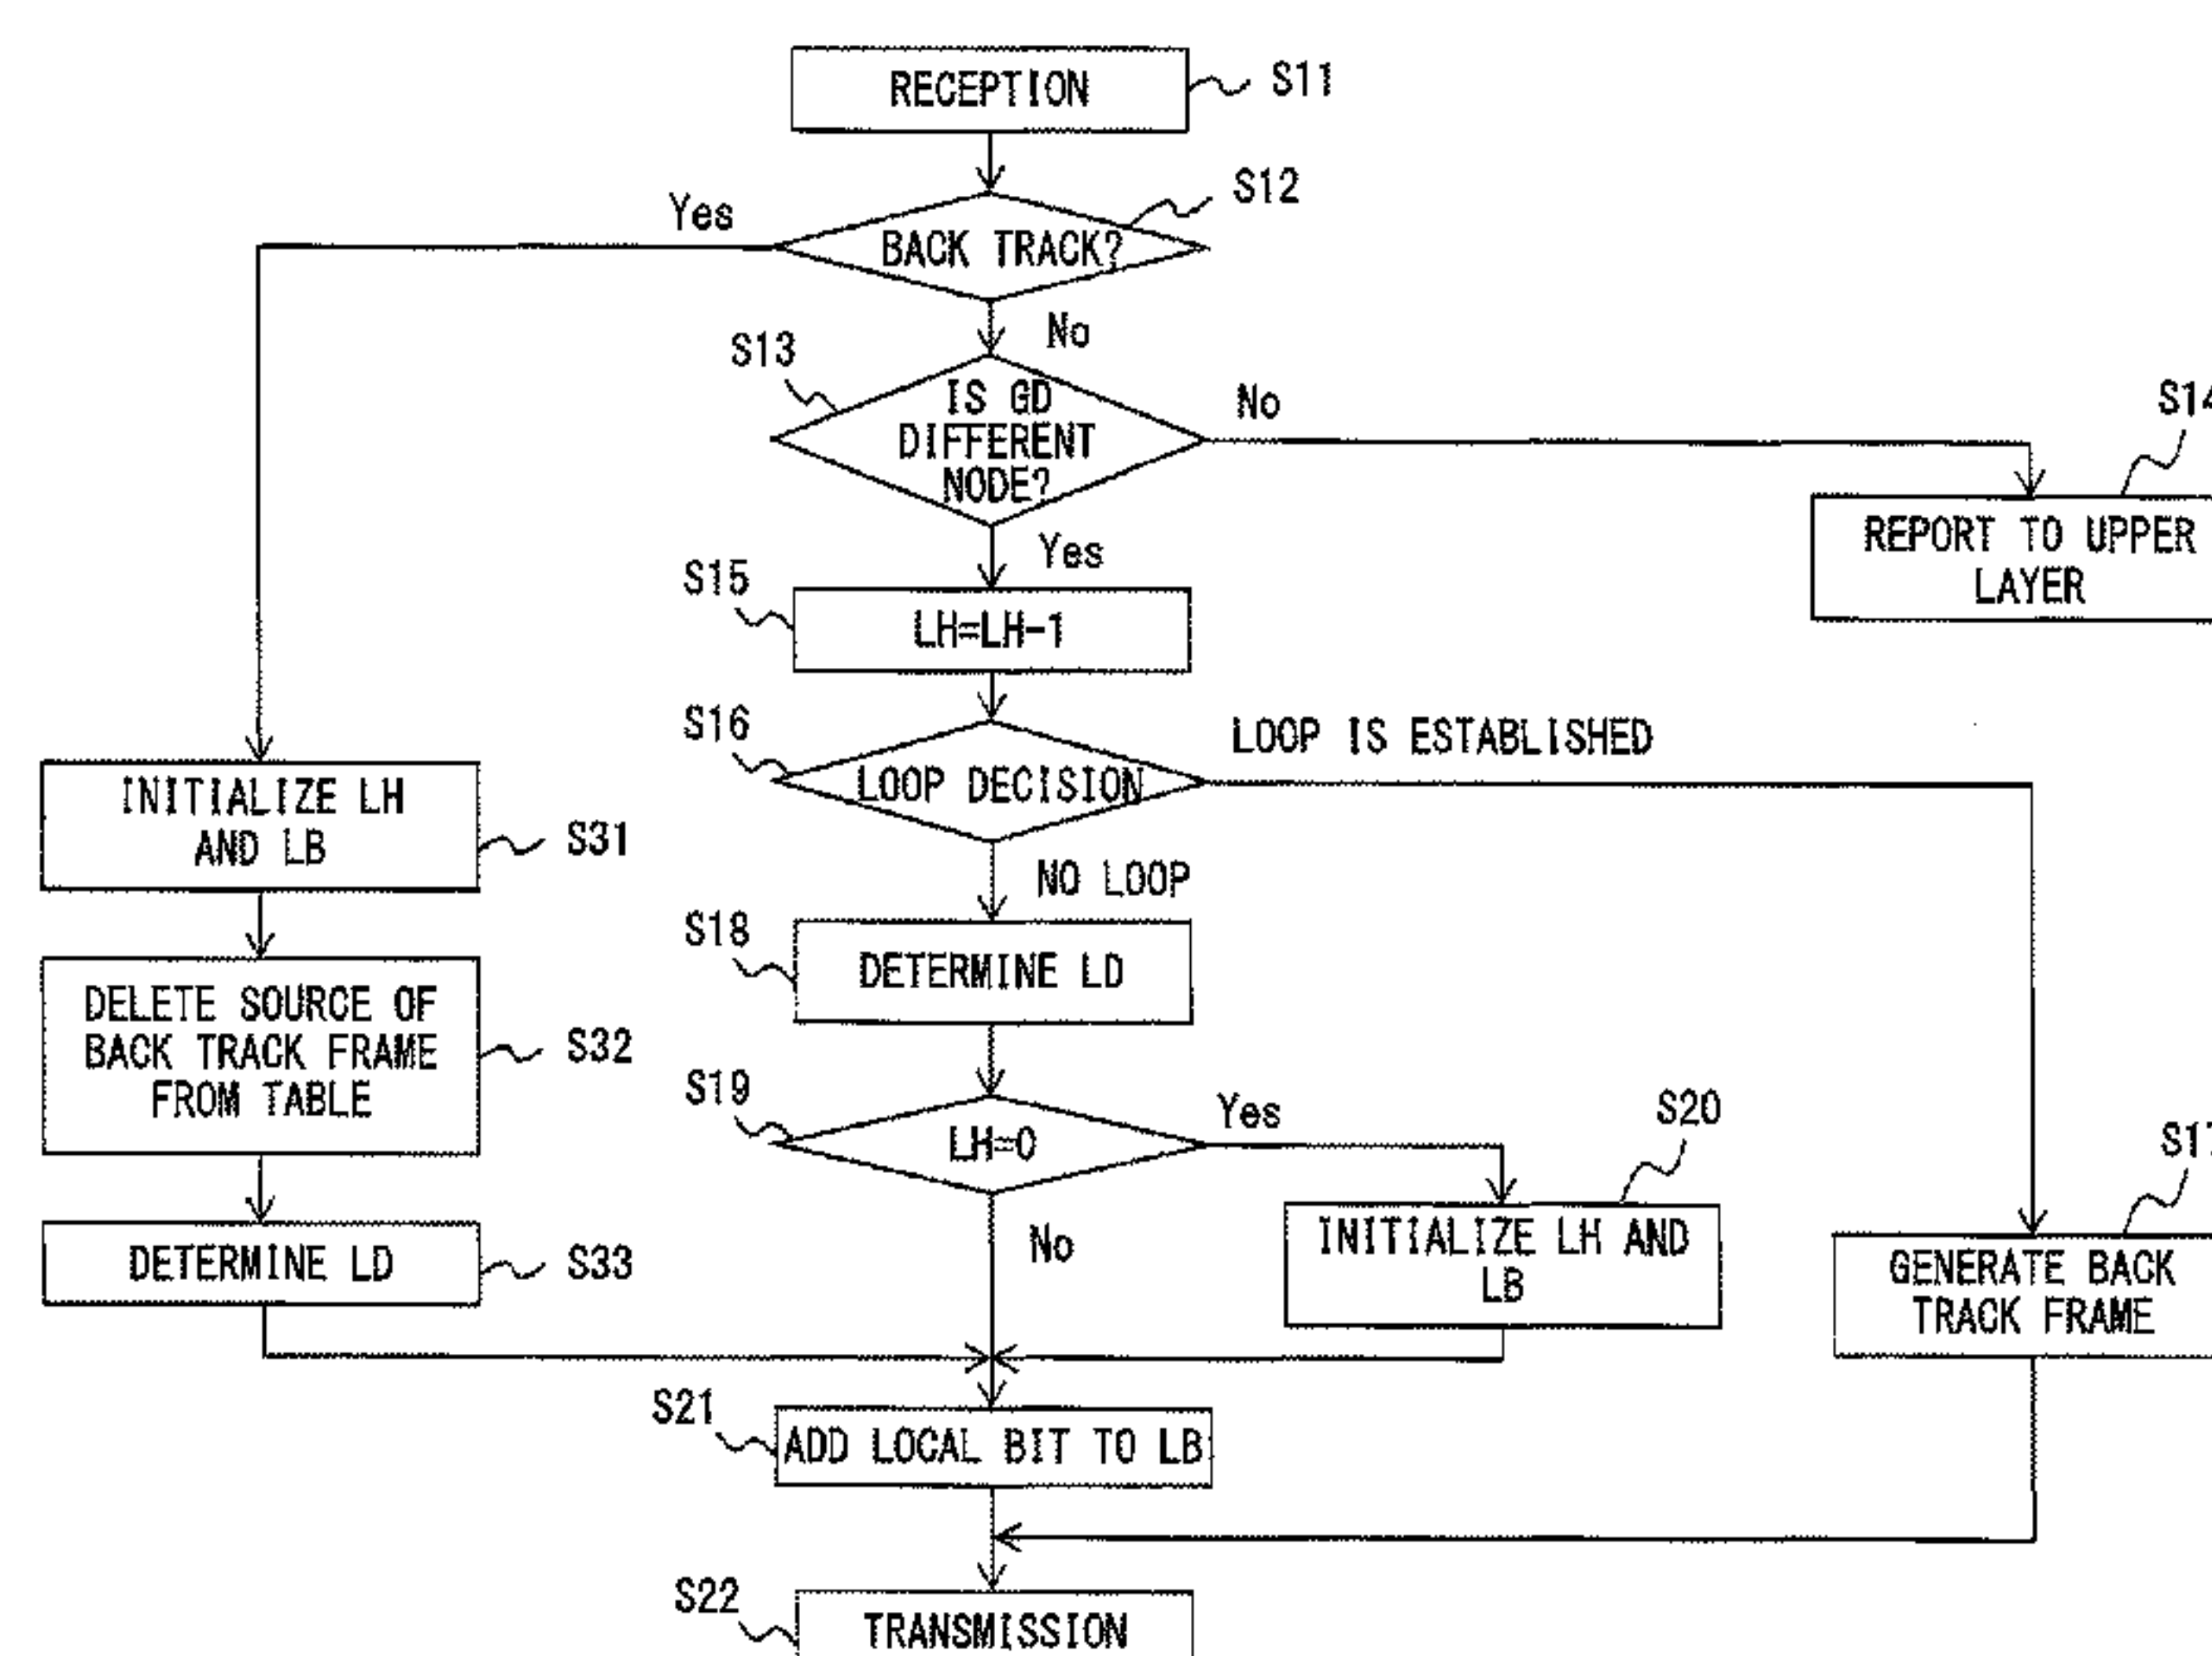 RECEPTION
S11
S12
Yes
BACK TRACK?
No
S13
IS GD
DIFFERENT
NODE?
No
S14
REPORT TO UPPER
LAYER
Yes
S15
LH=LH-1
S16
LOOP DECISION
LOOP IS ESTABLISHED
INITIALIZE LH
AND LB
S31
NO LOOP
S18
DETERMINE LD
DELETE SOURCE OF
BACK TRACK FRAME
FROM TABLE
S32
S19
LH=0
Yes
S20
INITIALIZE LH AND
LB
S17
GENERATE BACK
TRACK FRAME
No
DETERMINE LD
S33
S21
ADD LOCAL BIT TO LB
S22
TRANSMISSION